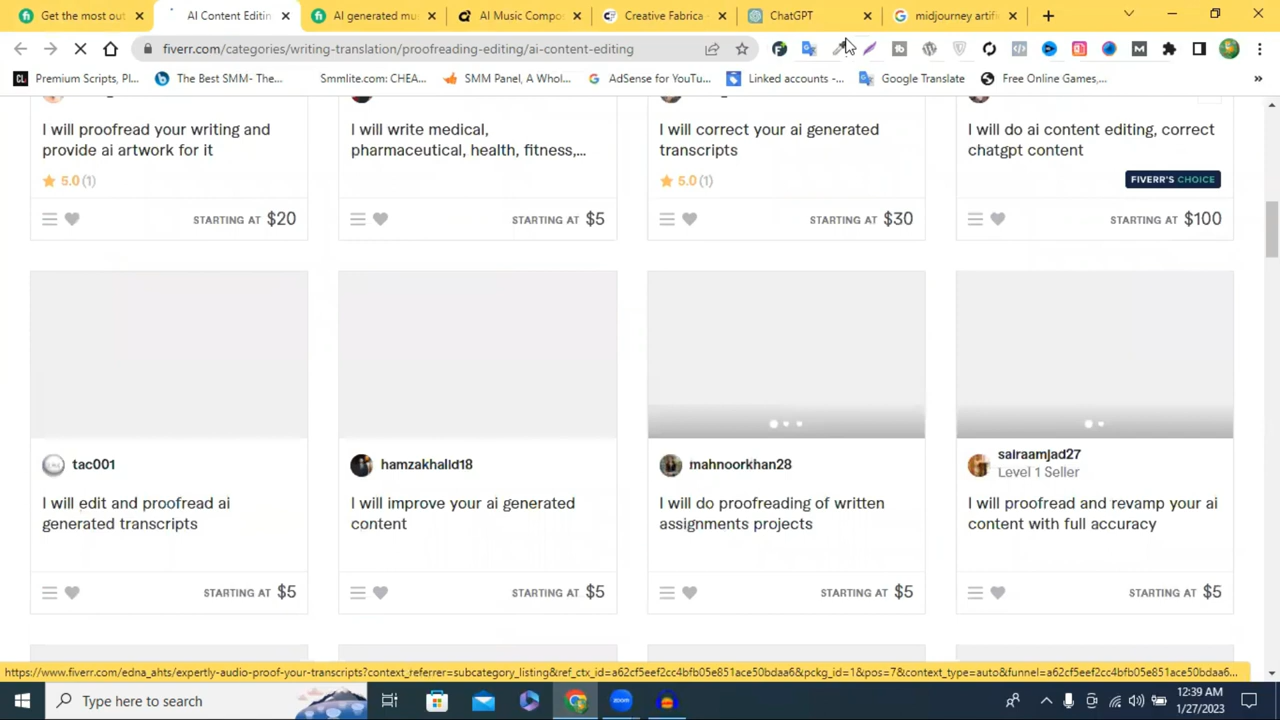 Get the most out
AI Content Editin
AI generated mu
AI Music Compo
Creative Fabrica -
ChatGPT
midjourney artifi
fiverr.com/categories/writing-translation/proofreading-editing/ai-content-editing
Premium Scripts, Pl...
The Best SMM- The...
Smmlite.com: CHEA...
SMM Panel, A Whol...
AdSense for YouTu...
Linked accounts -...
Google Translate
Free Online Games,...
I will proofread your writing and
provide ai artwork for it
5.0 (1)
STARTING AT $20
I will write medical,
pharmaceutical, health, fitness,...
STARTING AT $5
I will correct your ai generated
transcripts
5.0 (1)
STARTING AT $30
I will do ai content editing, correct
chatgpt content
FIVERR'S CHOICE
STARTING AT $100
tac001
I will edit and proofread ai
generated transcripts
STARTING AT $5
hamzakhalid18
I will improve your ai generated
content
STARTING AT $5
mahnoorkhan28
I will do proofreading of written
assignments projects
STARTING AT $5
sairaamjad27
Level 1 Seller
I will proofread and revamp your ai
content with full accuracy
STARTING AT $5
https://www.fiverr.com/edna_ahts/expertly-audio-proof-your-transcripts?context_referrer=subcategory_listing&ref_ctx_id=a62cf5eef2cc4bfb05e851ace50bdaa6&pckg_id=1&pos=7&context_type=auto&funnel=a62cf5eef2cc4bfb05e851ace50bdaa6...
Type here to search
zoom
12:39 AM
1/27/2023